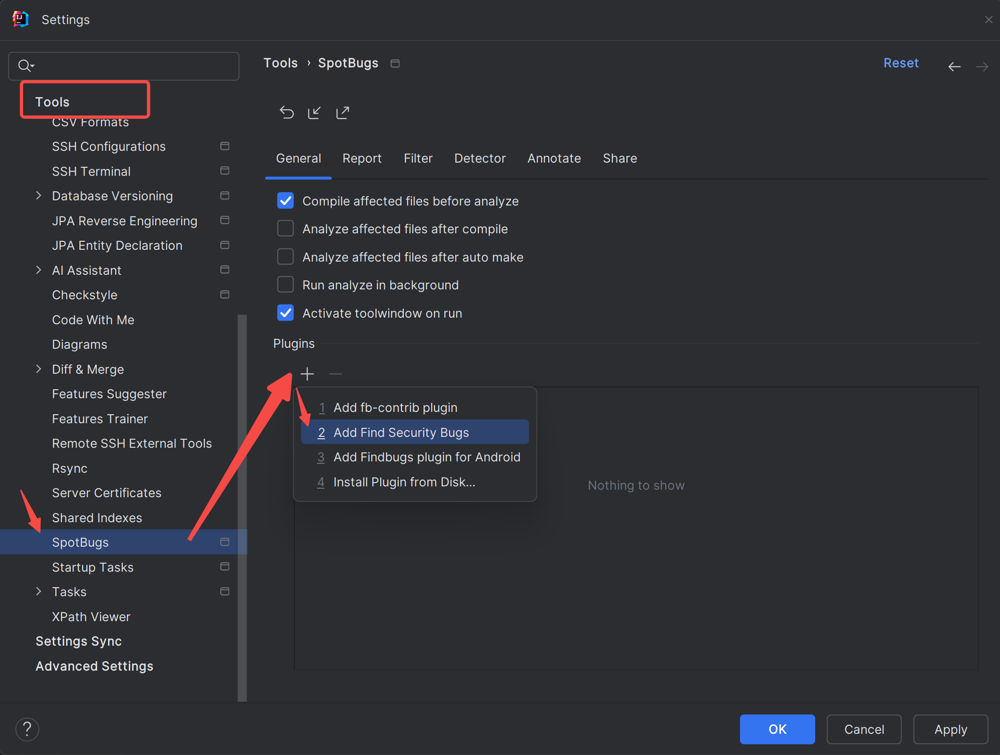 Settings
Tools
CSV Formats
SSH Configurations
SSH Terminal
Database Versioning
JPA Reverse Engineering
JPA Entity Declaration
AI Assistant
Checkstyle
Code With Me
Diagrams
Diff & Merge
Features Suggester
Features Trainer
Remote SSH External Tools
Rsync
Server Certificates
Shared Indexes
SpotBugs
Startup Tasks
Tasks
XPath Viewer
Settings Sync
Advanced Settings
Tools › SpotBugs
Reset
General Report Filter Detector Annotate Share
Compile affected files before analyze
Analyze affected files after compile
Analyze affected files after auto make
Run analyze in background
Activate toolwindow on run
Plugins
1 Add fb-contrib plugin
2 Add Find Security Bugs
3 Add Findbugs plugin for Android
4 Install Plugin from Disk...
Nothing to show
?
OK Cancel Apply